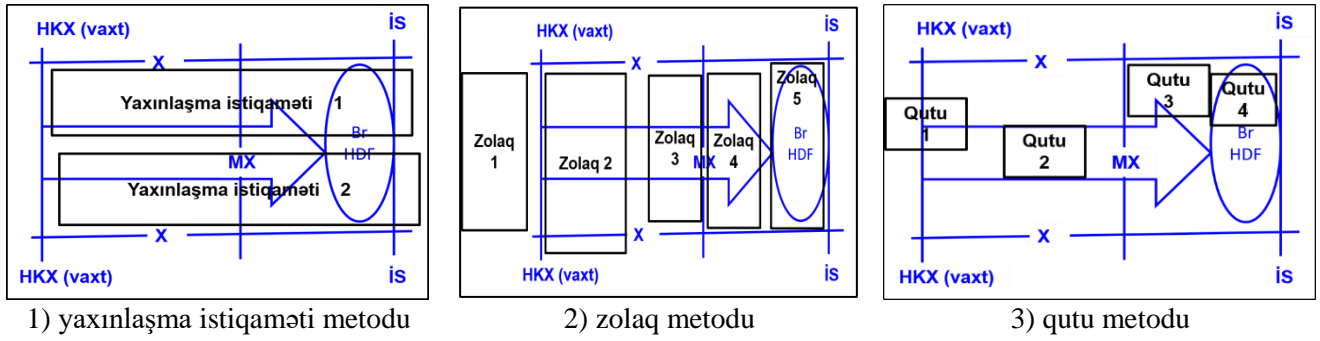 HKX (vaxt)
İS
X
Yaxınlaşma istiqaməti 1
Br
HDF
MX
Yaxınlaşma istiqaməti 2
X
HKX (vaxt)
İS
1) yaxınlaşma istiqaməti metodu
HKX (vaxt)
İS
X
Zolaq
1
Zolaq 2
Zolaq
3
MX
Zolaq
4
Zolaq
5
Br
HDF
X
HKX (vaxt)
İS
2) zolaq metodu
HKX (vaxt)
İS
X
Qutu
1
Qutu
2
Qutu
3
Qutu
4
Br
HDF
MX
X
HKX (vaxt)
İS
3) qutu metodu